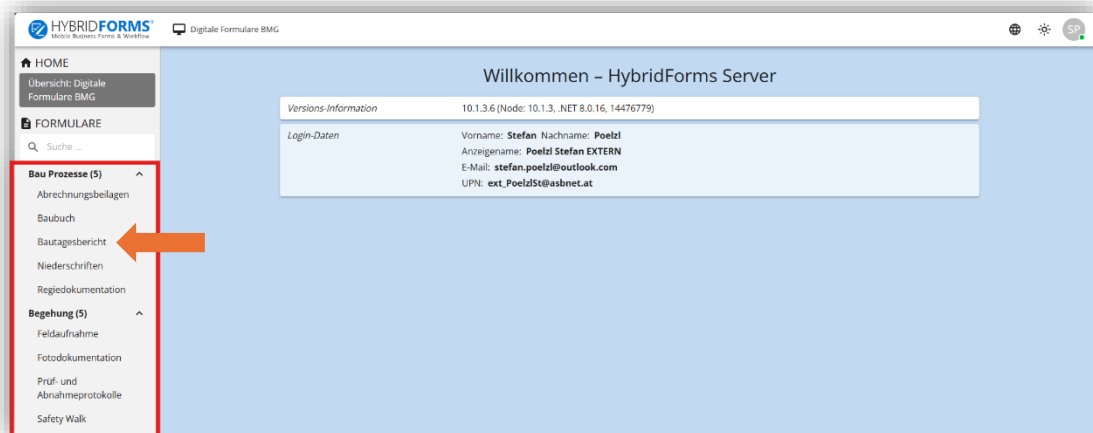 HYBRIDFORMS®
Mobile Business Forms & Workflow
Digitale Formulare BMG
SP
HOME
Übersicht: Digitale
Formulare BMG
FORMULARE
Suche ...
Bau Prozesse (5)
Abrechnungsbeilagen
Baubuch
Bautagesbericht
Niederschriften
Regiedokumentation
Begehung (5)
Feldaufnahme
Fotodokumentation
Prüf- und
Abnahmeprotokolle
Safety Walk
Willkommen – HybridForms Server
Versions-Information 10.1.3.6 (Node: 10.1.3, .NET 8.0.16, 14476779)
Login-Daten Vorname: Stefan Nachname: Poelzl
Anzeigename: Poelzl Stefan EXTERN
E-Mail: stefan.poelzl@outlook.com
UPN: ext_PoelzlSt@asbnet.at